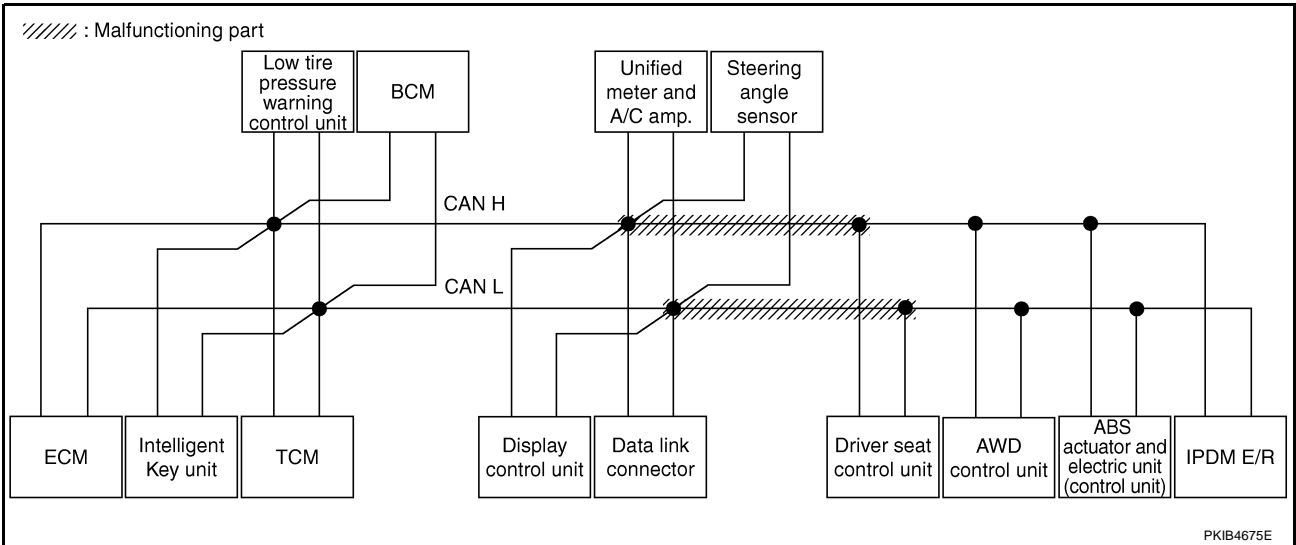 : Malfunctioning part
Low tire
pressure
warning
control unit
BCM
Unified
meter and
A/C amp.
Steering
angle
sensor
CAN H
CAN L
ECM
Intelligent
Key unit
TCM
Display
control unit
Data link
connector
Driver seat
control unit
AWD
control unit
ABS
actuator and
electric unit
(control unit)
IPDM E/R
PKIB4675E